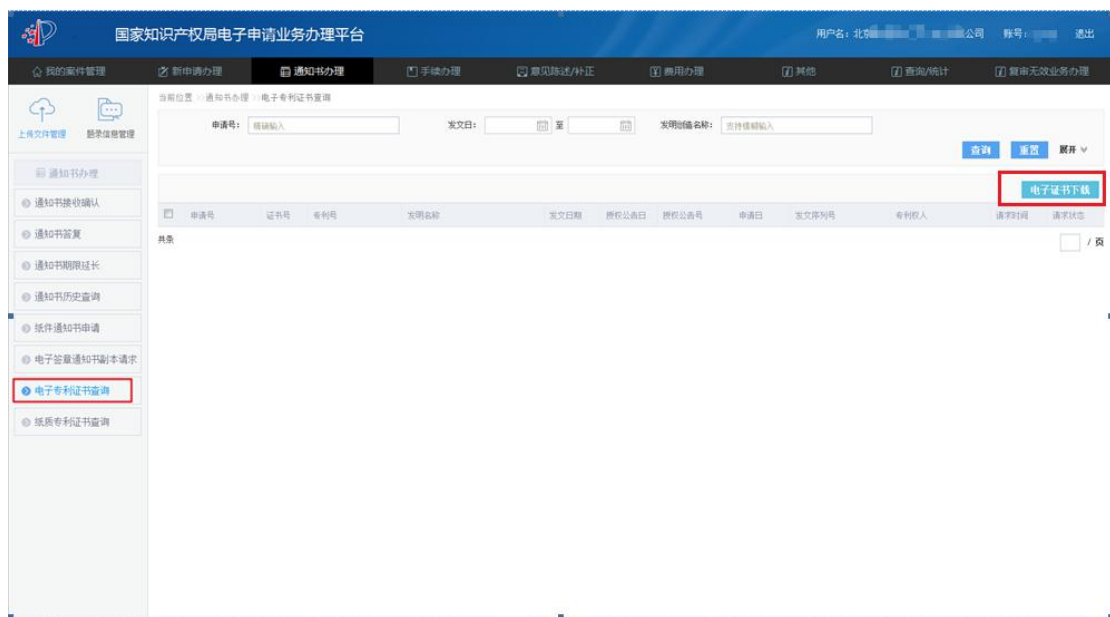 国家知识产权局电子申请业务办理平台
用户名：北京 公司 账号： 退出
我的案件管理 新申请办理 通知书办理 手续办理 意见陈述/补正 费用办理 其他 查询/统计 复审无效业务办理
上传文件管理 题录信息管理
当前位置 >>通知书办理 >>电子专利证书查询
申请号： 精确输入 发文日： 至 发明创造名称： 支持模糊输入
查询 重置 展开
通知书办理
电子证书下载
通知书接收确认
申请号 证书号 专利号 发明名称 发文日期 授权公告日 授权公告号 申请日 发文序列号 专利权人 请求时间 请求状态
通知书答复
共条 / 页
通知书期限延长
通知书历史查询
纸件通知书申请
电子签章通知书副本请求
电子专利证书查询
纸质专利证书查询